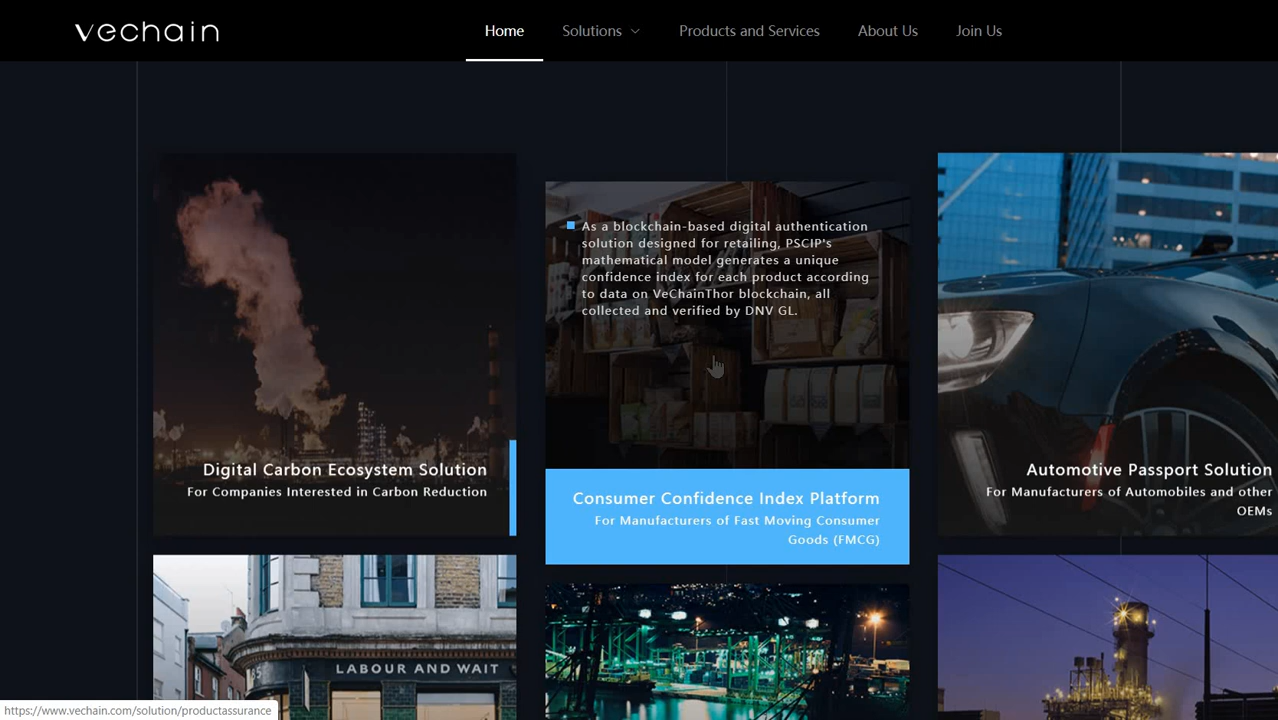 vechain
Home
Solutions
Products and Services
About Us
Join Us
As a blockchain-based digital authentication
solution designed for retailing, PSCIP's
mathematical model generates a unique
confidence index for each product according
to data on VeChainThor blockchain, all
collected and verified by DNV GL.
Digital Carbon Ecosystem Solution
For Companies Interested in Carbon Reduction
Consumer Confidence Index Platform
For Manufacturers of Fast Moving Consumer
Goods (FMCG)
Automotive Passport Solution
For Manufacturers of Automobiles and other
OEMs
LABOUR AND WAIT
https://www.vechain.com/solution/productassurance